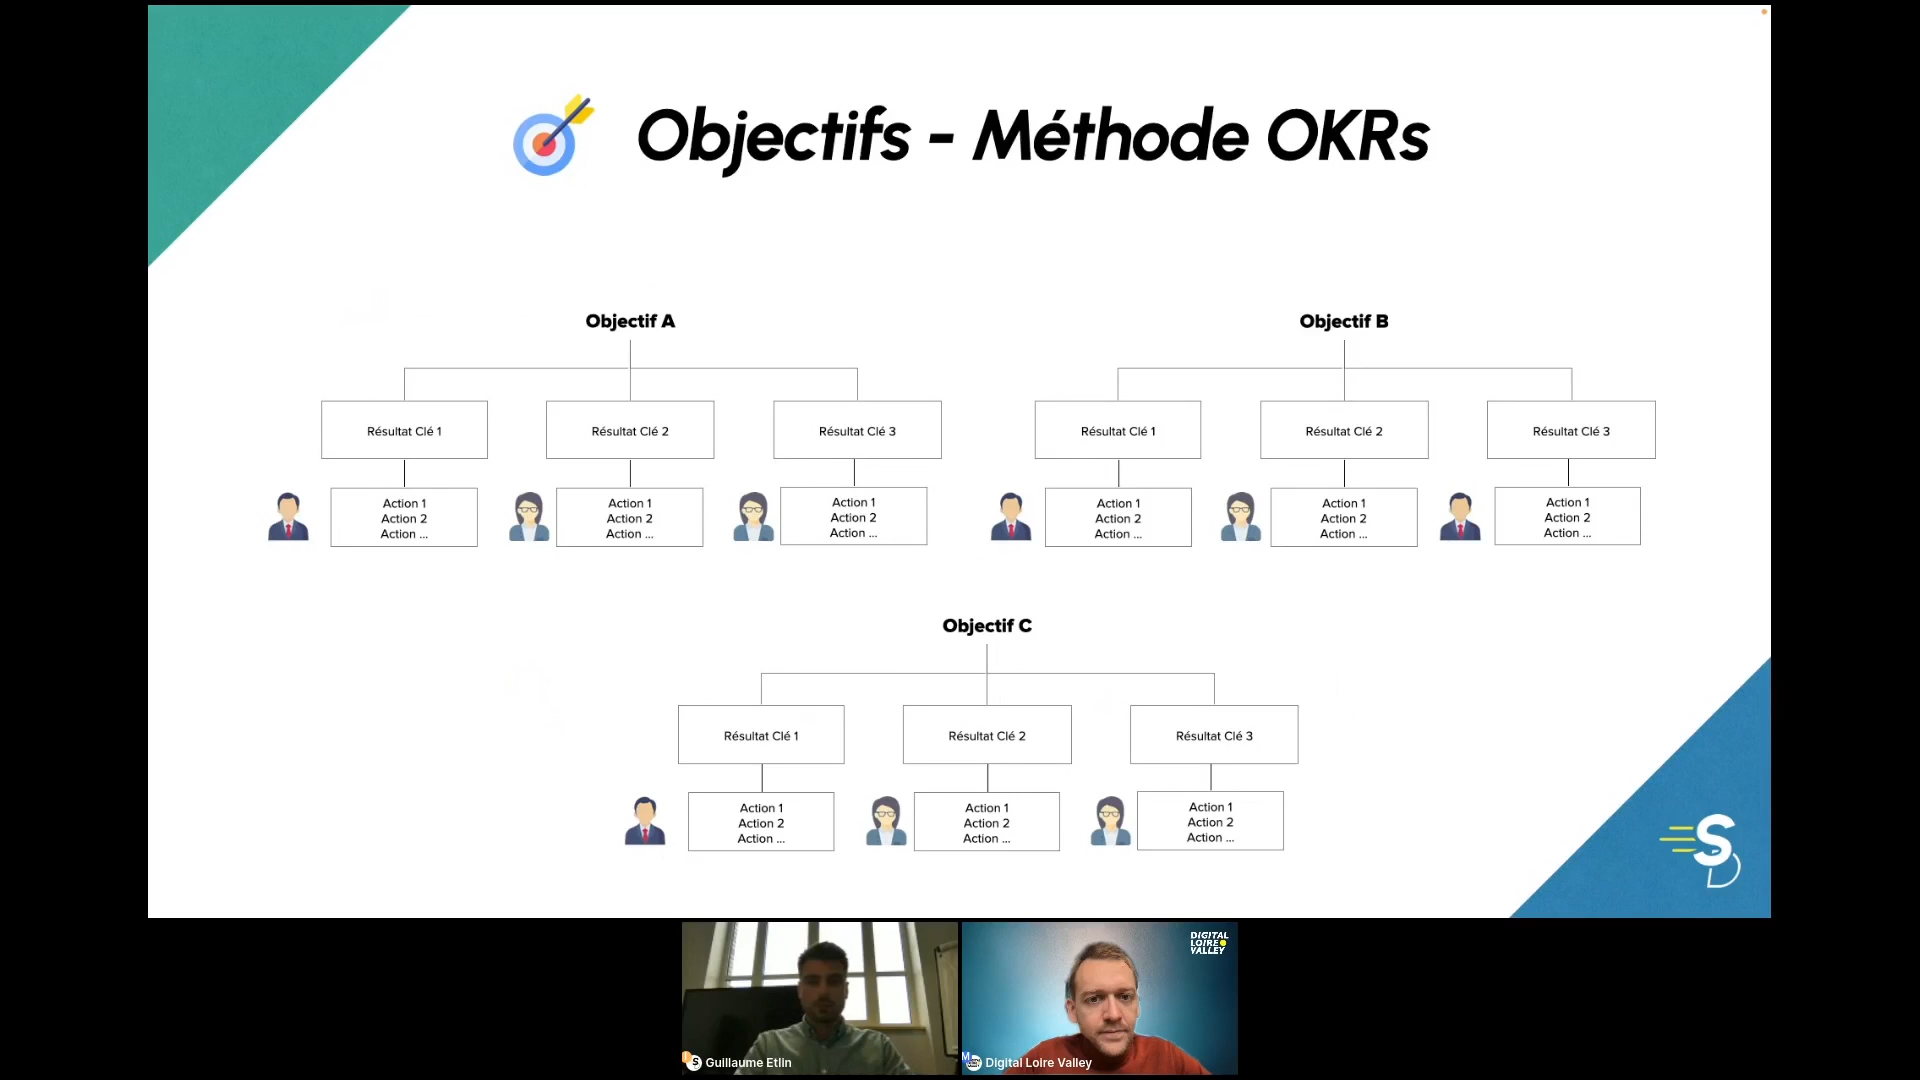 Objectifs - Méthode OKRs
Objectif A
Résultat Clé 1
Résultat Clé 2
Résultat Clé 3
Action 1
Action 2
Action ...
Action 1
Action 2
Action ...
Action 1
Action 2
Action ...
Objectif B
Résultat Clé 1
Résultat Clé 2
Résultat Clé 3
Action 1
Action 2
Action ...
Action 1
Action 2
Action ...
Action 1
Action 2
Action ...
Objectif C
Résultat Clé 1
Résultat Clé 2
Résultat Clé 3
Action 1
Action 2
Action ...
Action 1
Action 2
Action ...
Action 1
Action 2
Action ...
SD
DIGITAL
LOIRE
VALLEY
S
Guillaume Etlin
M
Digital Loire Valley